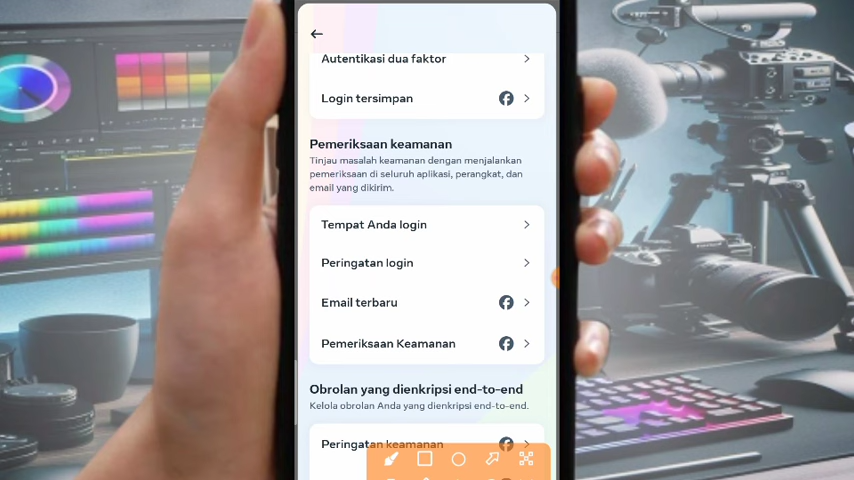 Autentikasi dua faktor
Login tersimpan
Pemeriksaan keamanan
Tinjau masalah keamanan dengan menjalankan
pemeriksaan di seluruh aplikasi, perangkat, dan
email yang dikirim.
Tempat Anda login
Peringatan login
Email terbaru
Pemeriksaan Keamanan
Obrolan yang dienkripsi end-to-end
Kelola obrolan Anda yang dienkripsi end-to-end.
Peringatan keamanan